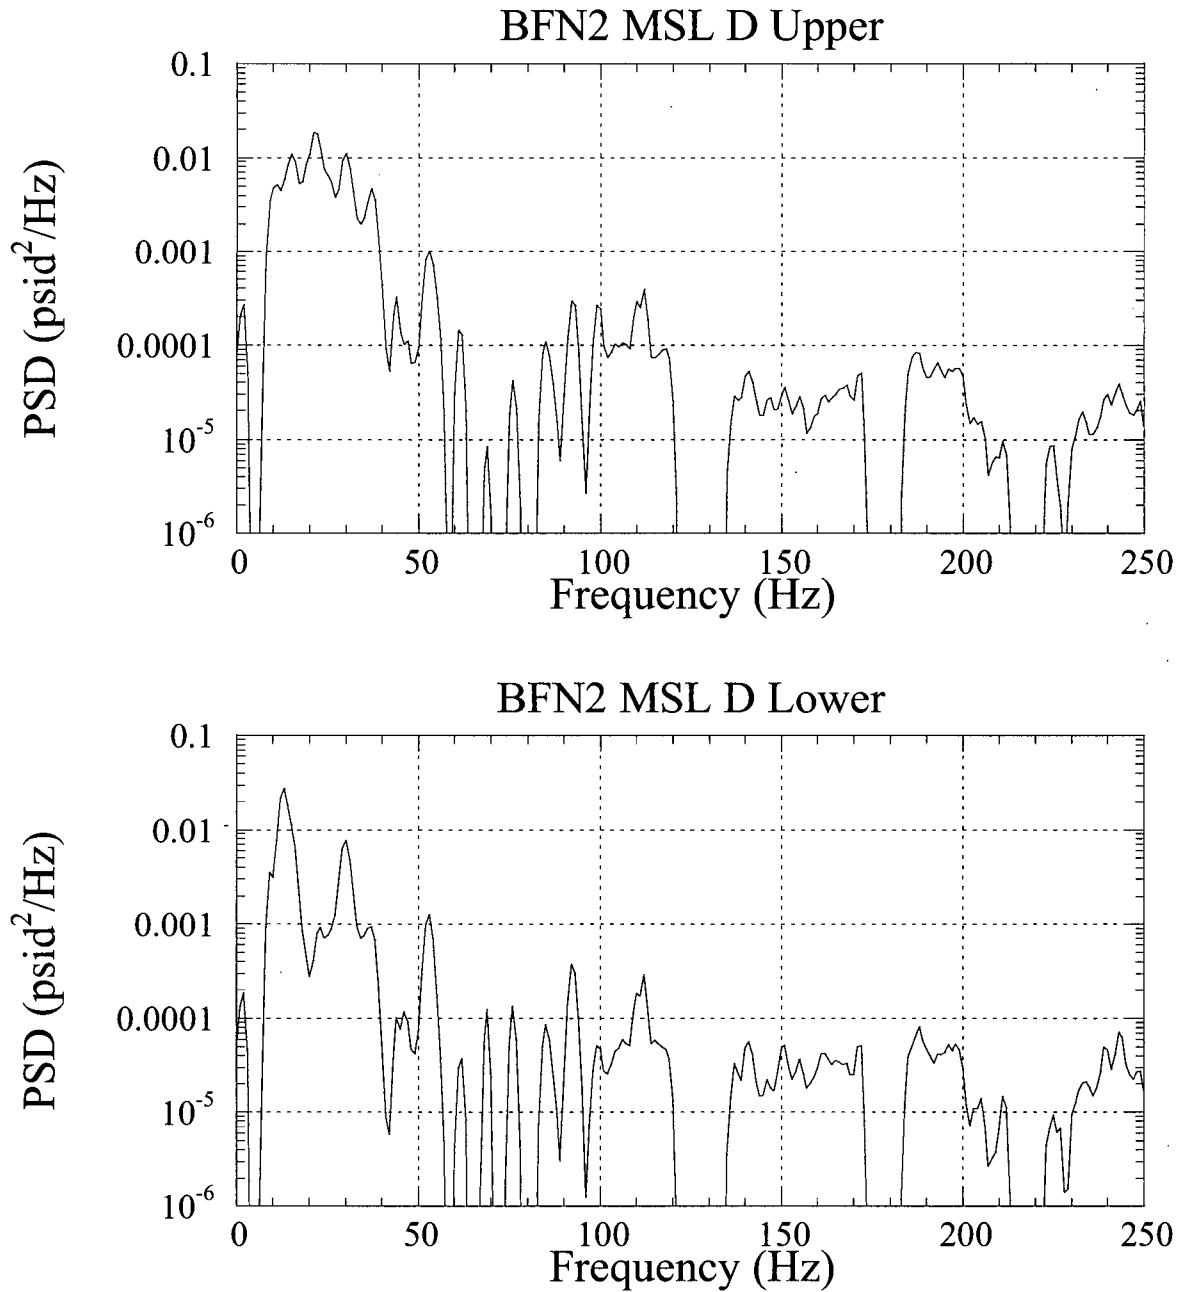 BFN2 MSL D Upper
PSD (psid²/Hz)
0.1
0.01
0.001
0.0001
10⁻⁵
10⁻⁶
0 50 100 150 200 250
Frequency (Hz)
BFN2 MSL D Lower
PSD (psid²/Hz)
0.1
0.01
0.001
0.0001
10⁻⁵
10⁻⁶
0 50 100 150 200 250
Frequency (Hz)